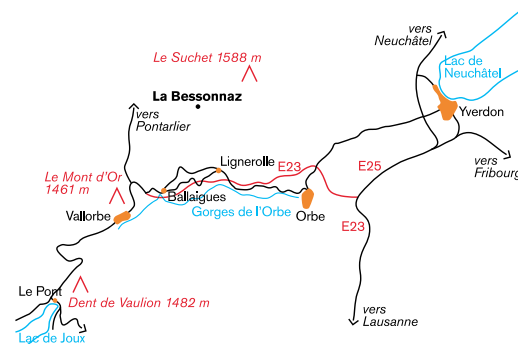 vers
Neuchâtel
Le Suchet 1588 m
Lac de
Neuchâtel
La Bessonnaz
Yverdon
vers
Pontarlier
Lignerolle
E23
E25
vers
Fribourg
Le Mont d'Or
1461 m
Ballaigues
Vallorbe
Gorges de l'Orbe
Orbe
E23
Le Pont
Dent de Vaulion 1482 m
vers
Lausanne
Lac de Joux